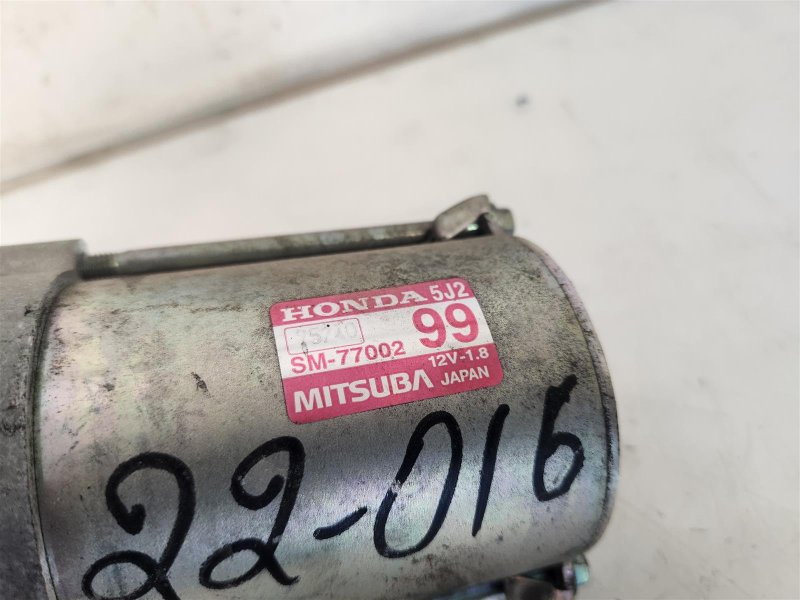 HONDA 5J2
99
SM-77002
12V-1.8
MITSUBA JAPAN
22-016